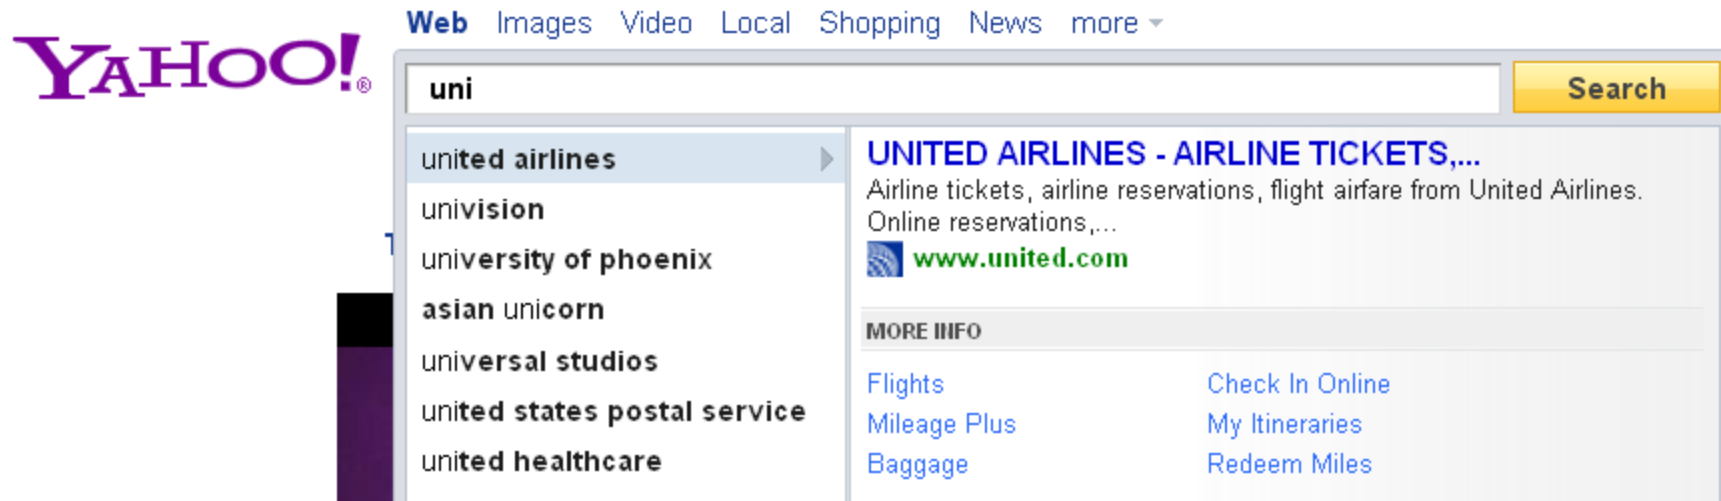 Web Images Video Local Shopping News more
YAHOO!®
uni
Search
united airlines
univision
university of phoenix
asian unicorn
universal studios
united states postal service
united healthcare
UNITED AIRLINES - AIRLINE TICKETS,...
Airline tickets, airline reservations, flight airfare from United Airlines.
Online reservations,...
www.united.com
MORE INFO
Flights Check In Online
Mileage Plus My Itineraries
Baggage Redeem Miles